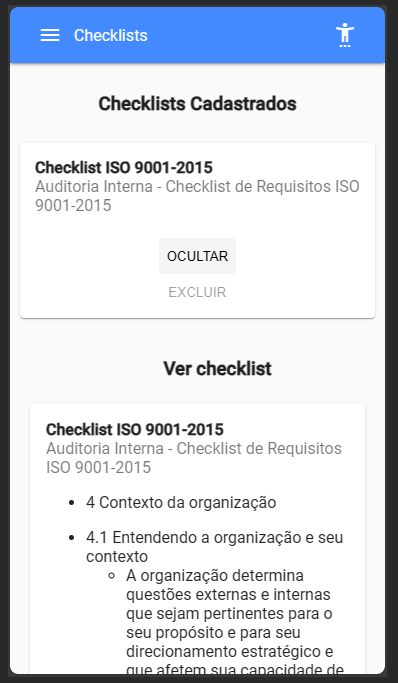 Checklists
Checklists Cadastrados
Checklist ISO 9001-2015
Auditoria Interna - Checklist de Requisitos ISO
9001-2015
OCULTAR
EXCLUIR
Ver checklist
Checklist ISO 9001-2015
Auditoria Interna - Checklist de Requisitos
ISO 9001-2015
4 Contexto da organização
4.1 Entendendo a organização e seu
contexto
A organização determina
questões externas e internas
que sejam pertinentes para o
seu propósito e para seu
direcionamento estratégico e
que afetem sua capacidade de